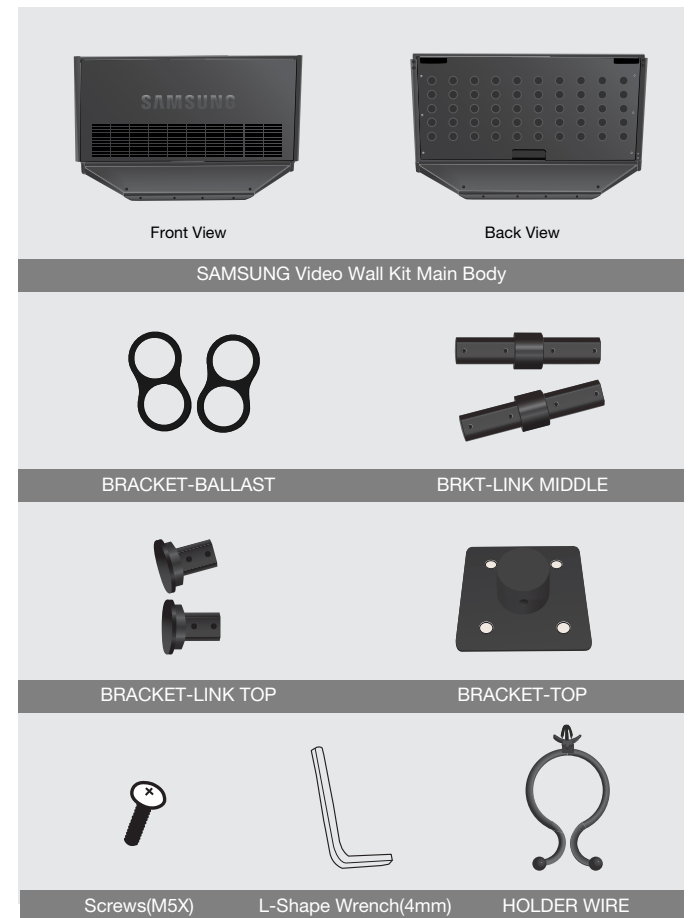 SAMSUNG
Front View
Back View
SAMSUNG Video Wall Kit Main Body
BRACKET-BALLAST
BRKT-LINK MIDDLE
BRACKET-LINK TOP
BRACKET-TOP
Screws(M5X)
L-Shape Wrench(4mm)
HOLDER WIRE